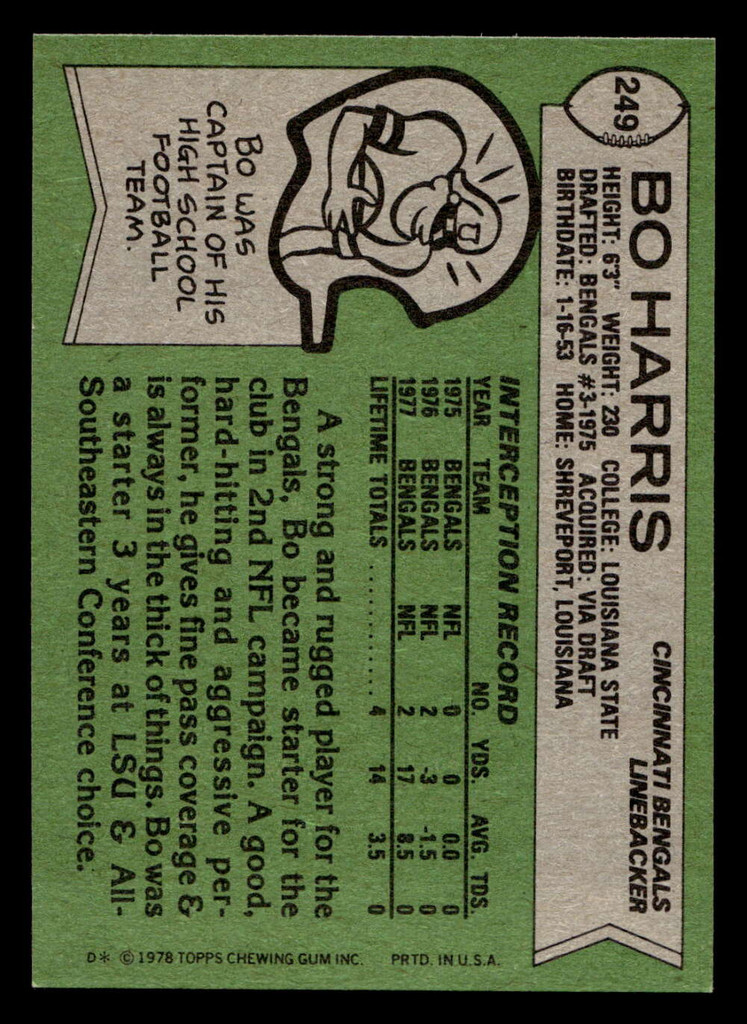 249
BO HARRIS
CINCINNATI BENGALS
LINEBACKER
HEIGHT: 6'3" WEIGHT: 230 COLLEGE: LOUISIANA STATE
DRAFTED: BENGALS #3-1975 ACQUIRED: VIA DRAFT
BIRTHDATE: 1-16-53 HOME: SHREVEPORT, LOUISIANA
BO WAS
CAPTAIN OF HIS
HIGH SCHOOL
FOOTBALL
TEAM.
INTERCEPTION RECORD
YEAR TEAM NO. YDS. AVG. TDS.
1975 BENGALS NFL 0 0 0.0 0
1976 BENGALS NFL 2 -3 -1.5 0
1977 BENGALS NFL 2 17 8.5 0
LIFETIME TOTALS .............. 4 14 3.5 0
A strong and rugged player for the
Bengals, Bo became starter for the
club in 2nd NFL campaign. A good,
hard-hitting and aggressive per-
former, he gives fine pass coverage &
is always in the thick of things. Bo was
a starter 3 years at LSU & All-
Southeastern Conference choice.
D* © 1978 TOPPS CHEWING GUM INC. PRTD. IN U.S.A.